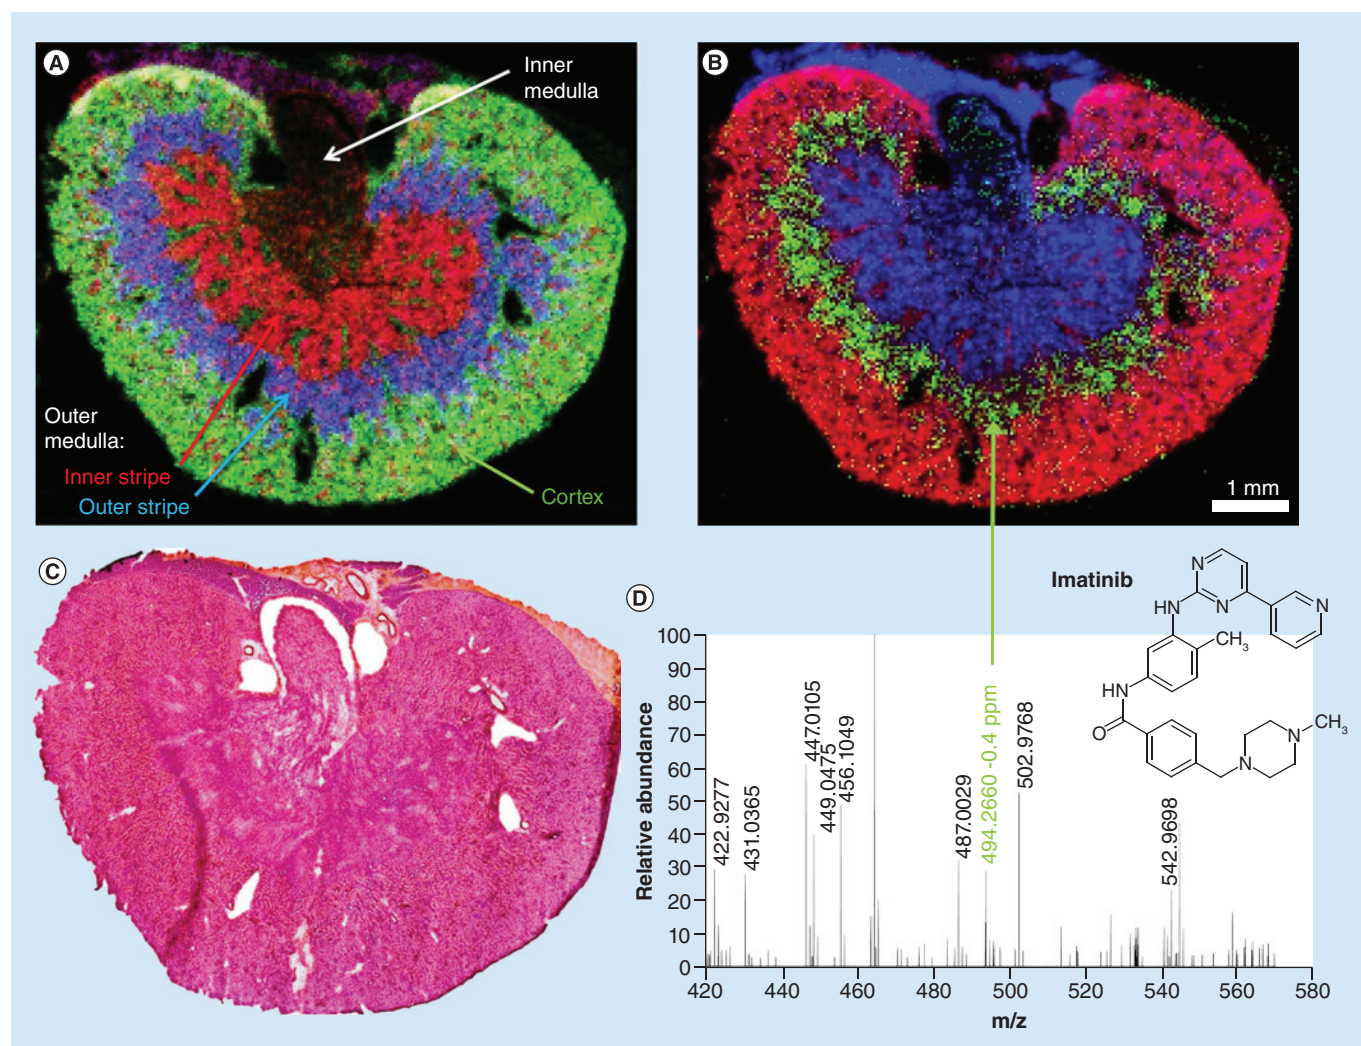 A
Inner
medulla
Outer
medulla:
Inner stripe
Outer stripe
Cortex
B
1 mm
C
D
Imatinib
N
N
HN
N
CH3
HN
O
N
N
CH3
Relative abundance
100
90
80
70
60
50
40
30
20
10
0
422.9277
431.0365
447.0105
449.0475
456.1049
487.0029
494.2660 -0.4 ppm
502.9768
542.9698
420
440
460
480
500
520
540
560
580
m/z